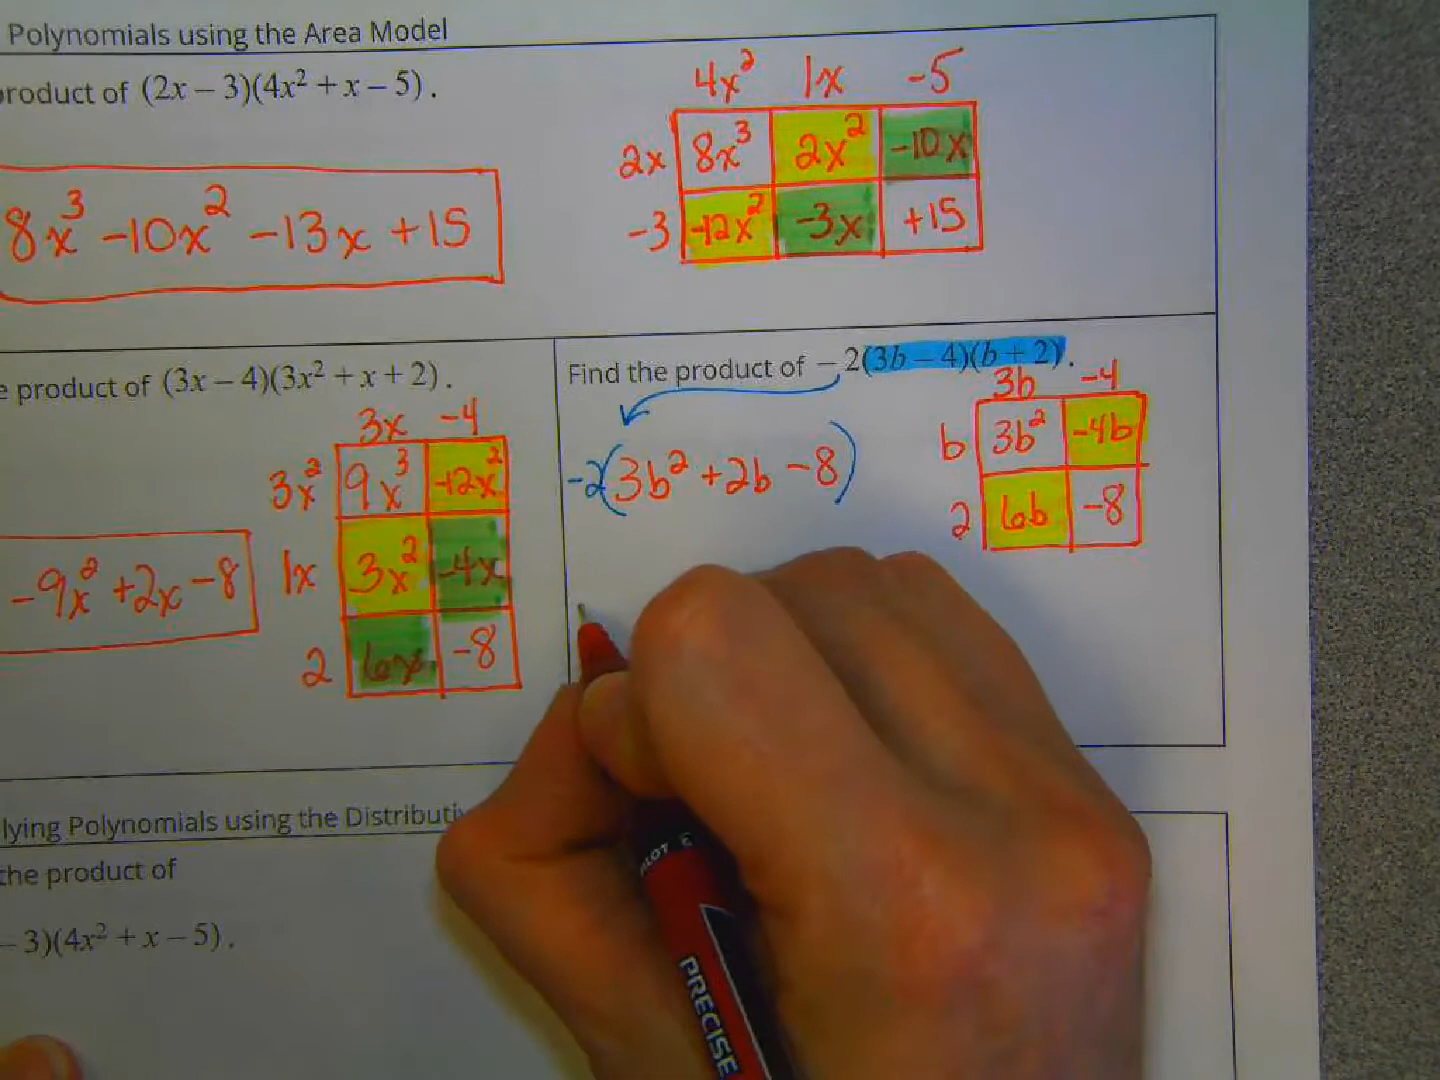 Polynomials using the Area Model
roduct of (2x – 3)(4x² + x – 5).
4x² 1x -5
2x 8x³ 2x² -10x
-3 -12x² -3x +15
8x³ -10x² -13x +15
e product of (3x – 4)(3x² + x + 2).
3x -4
3x² 9x³ -12x²
1x 3x² -4x
2 6x -8
-9x² +2x -8
Find the product of – 2(3b – 4)(b + 2).
3b -4
b 3b² -4b
2 6b -8
-2(3b² +2b -8)
lying Polynomials using the Distributi
the product of
– 3)(4x² + x – 5).
PRECISE